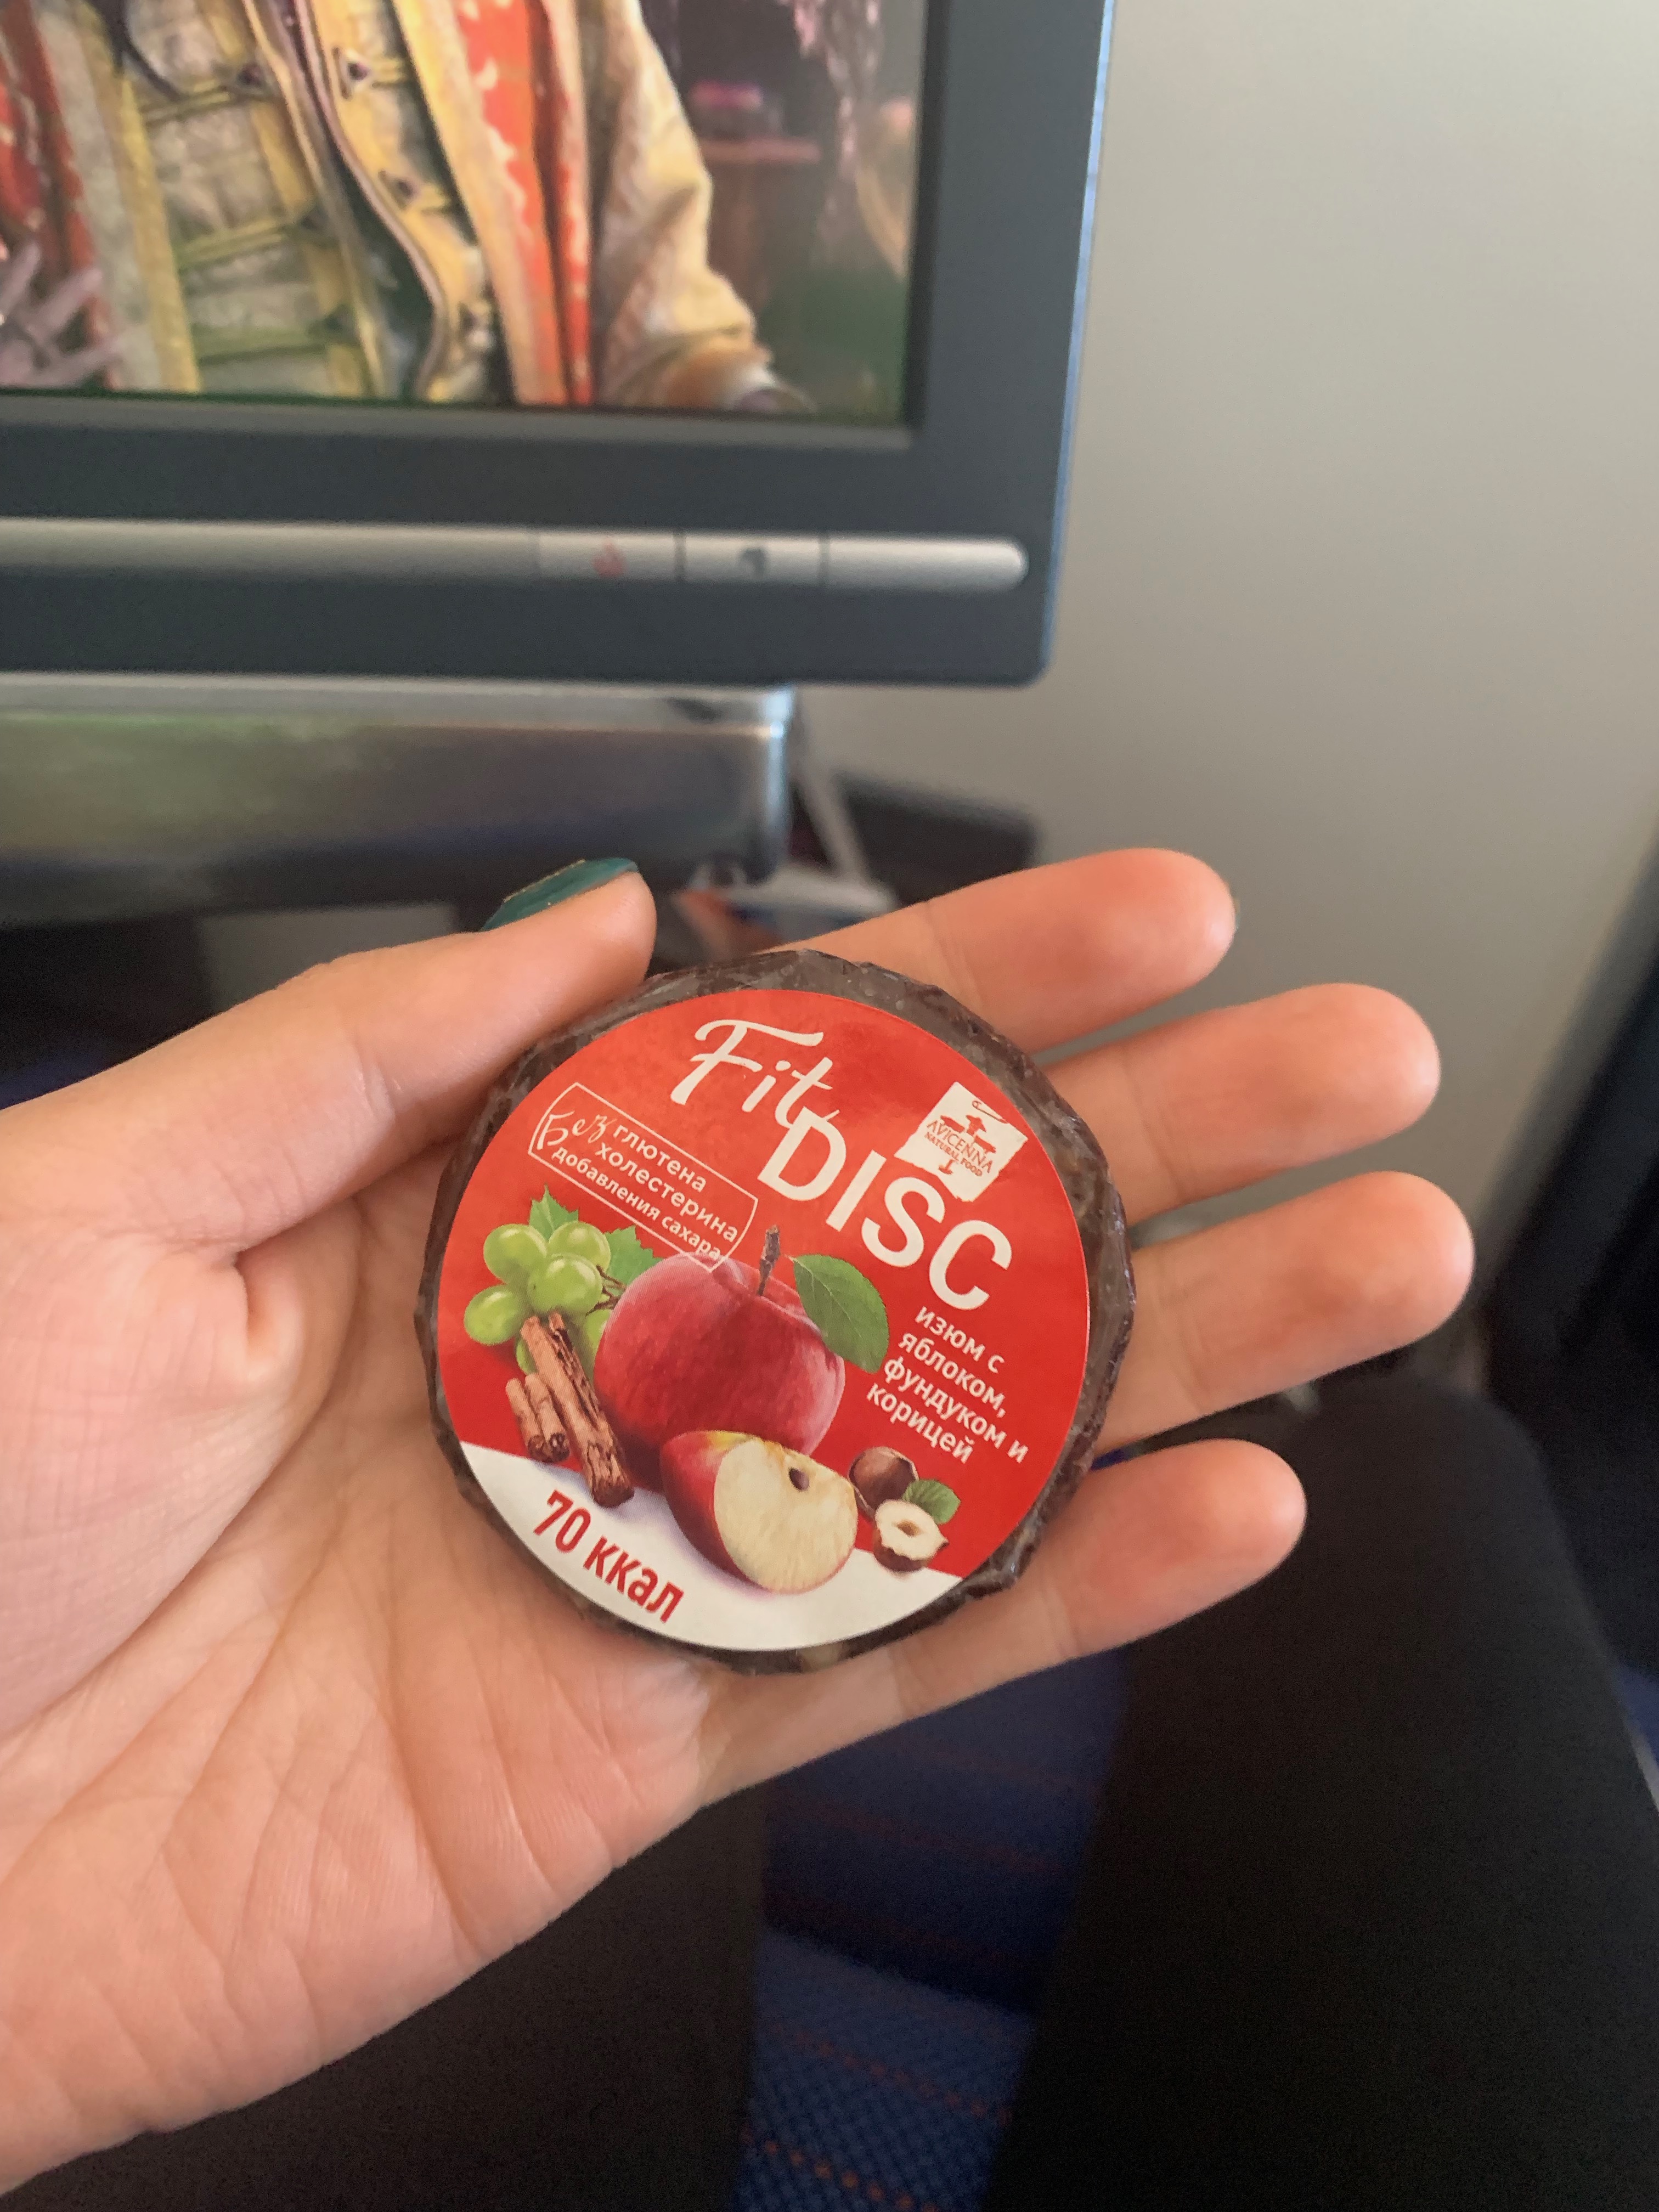 Fit
DISC
AVICENNA
NATURAL FOOD
Без глютена
холестерина
добавления сахара
изюм с
яблоком,
фундуком и
корицей
70 ккал